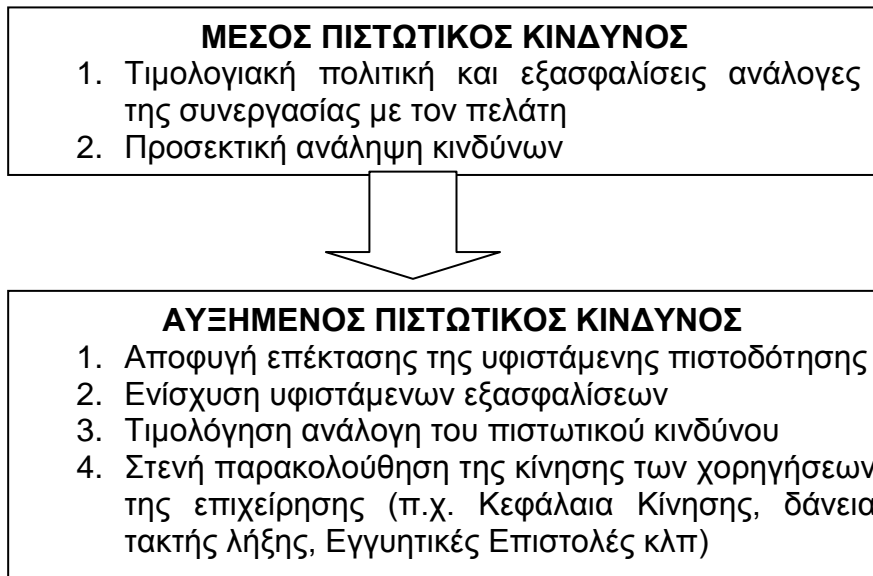 ΜΕΣΟΣ ΠΙΣΤΩΤΙΚΟΣ ΚΙΝΔΥΝΟΣ
1. Τιμολογιακή πολιτική και εξασφαλίσεις ανάλογες
της συνεργασίας με τον πελάτη
2. Προσεκτική ανάληψη κινδύνων
ΑΥΞΗΜΕΝΟΣ ΠΙΣΤΩΤΙΚΟΣ ΚΙΝΔΥΝΟΣ
1. Αποφυγή επέκτασης της υφιστάμενης πιστοδότησης
2. Ενίσχυση υφιστάμενων εξασφαλίσεων
3. Τιμολόγηση ανάλογη του πιστωτικού κινδύνου
4. Στενή παρακολούθηση της κίνησης των χορηγήσεων
της επιχείρησης (π.χ. Κεφάλαια Κίνησης, δάνεια
τακτής λήξης, Εγγυητικές Επιστολές κλπ)